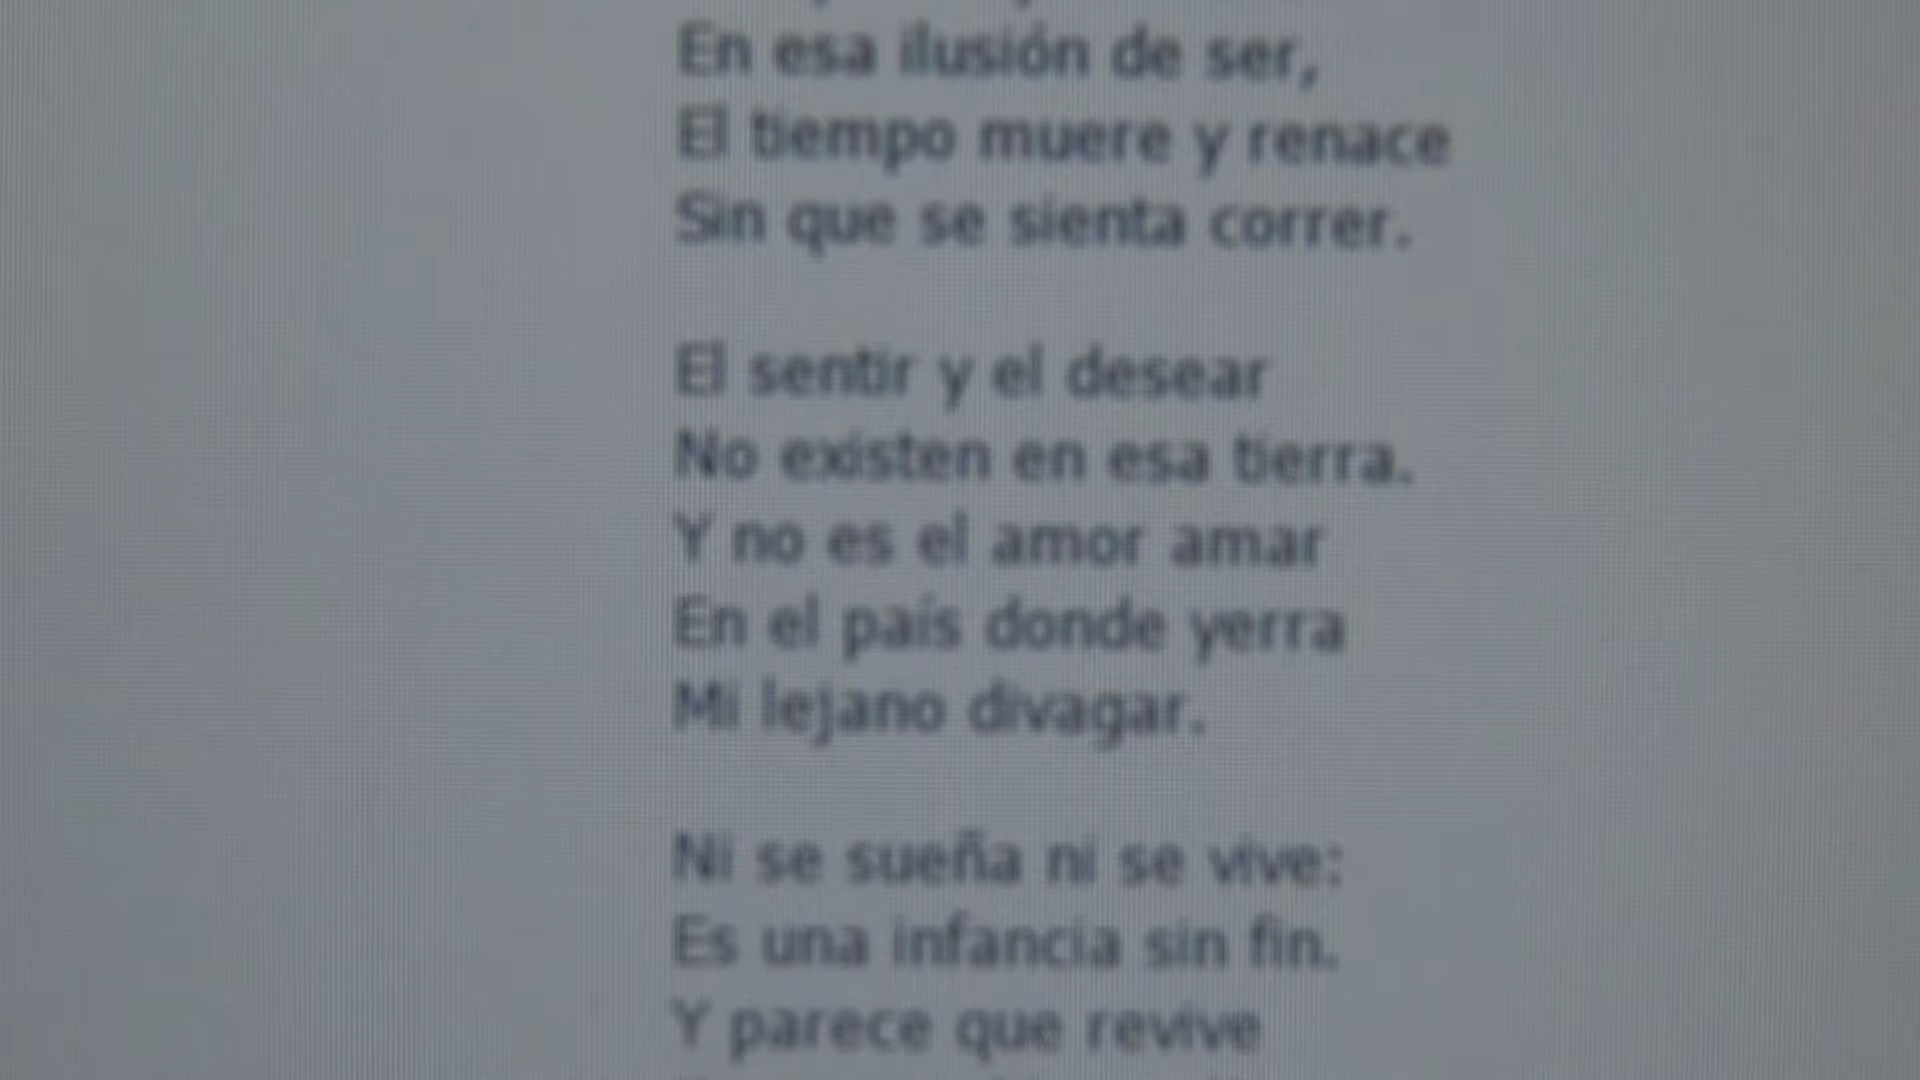 En esa ilusión de ser,
El tiempo muere y renace
Sin que se sienta correr.
El sentir y el desear
No existen en esa tierra.
Y no es el amor amar
En el país donde yerra
Mi lejano divagar.
Ni se sueña ni se vive:
Es una infancia sin fin.
Y parece que revive